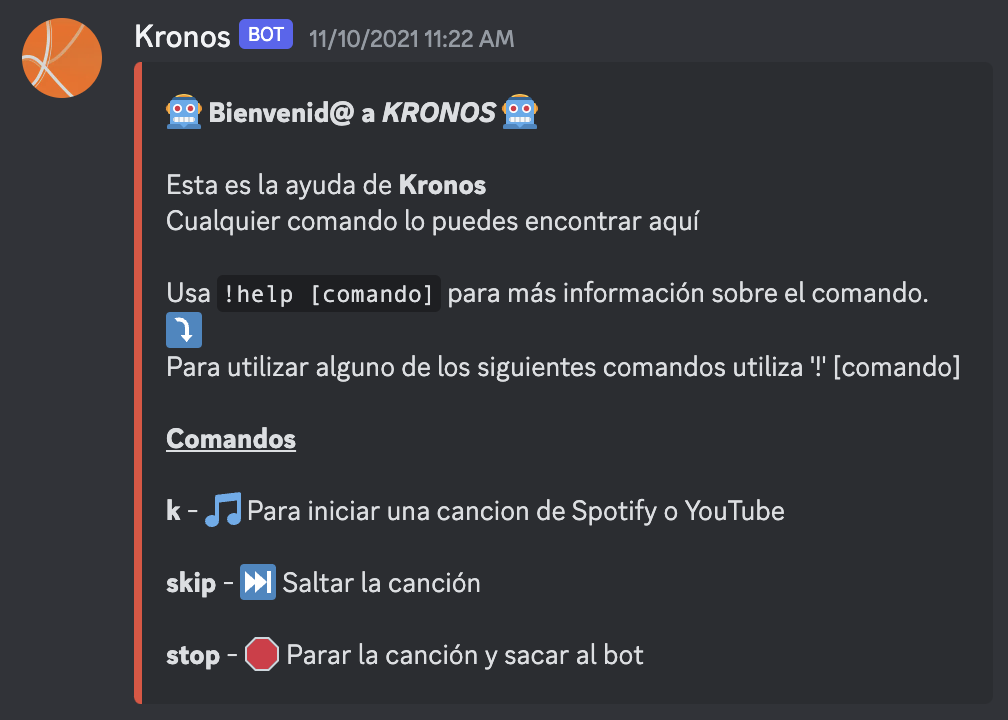 Kronos BOT 11/10/2021 11:22 AM
Bienvenid@ a KRONOS
Esta es la ayuda de Kronos
Cualquier comando lo puedes encontrar aquí
Usa !help [comando] para más información sobre el comando.
Para utilizar alguno de los siguientes comandos utiliza '!' [comando]
Comandos
k - 🎵 Para iniciar una cancion de Spotify o YouTube
skip - ⏭ Saltar la canción
stop - 🛑 Parar la canción y sacar al bot